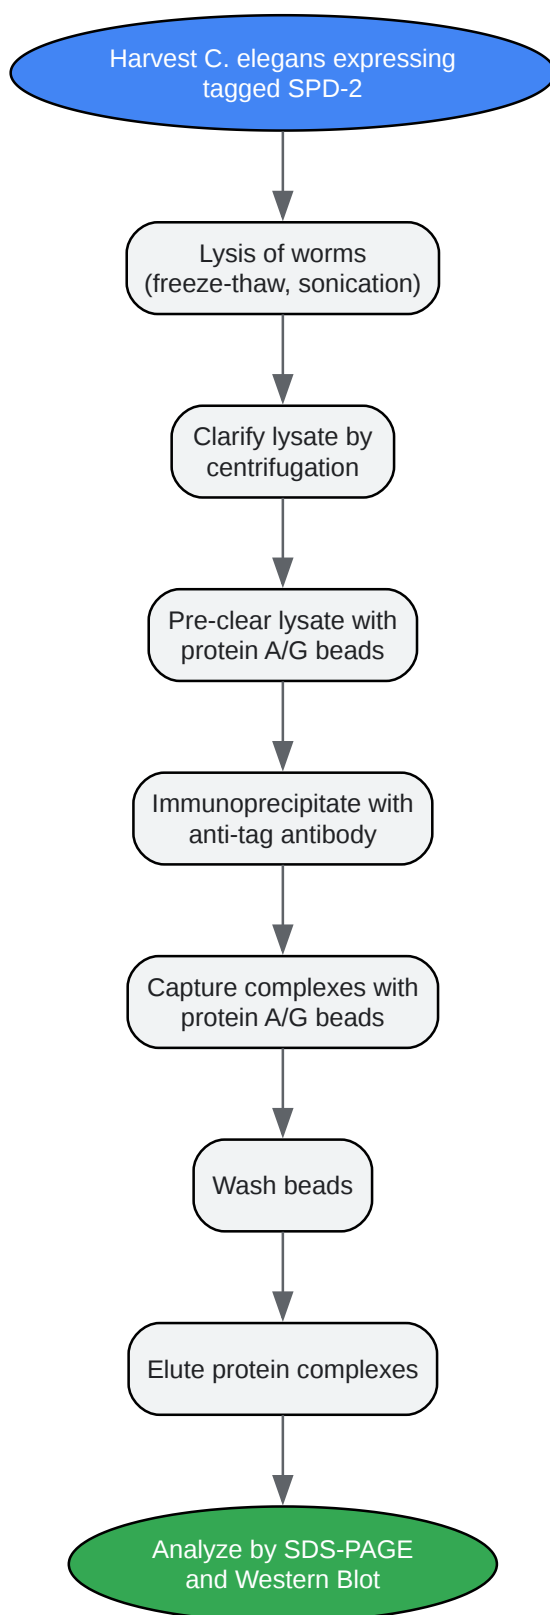 Harvest C. elegans expressing
tagged SPD-2
Lysis of worms
(freeze-thaw, sonication)
Clarify lysate by
centrifugation
Pre-clear lysate with
protein A/G beads
Immunoprecipitate with
anti-tag antibody
Capture complexes with
protein A/G beads
Wash beads
Elute protein complexes
Analyze by SDS-PAGE
and Western Blot